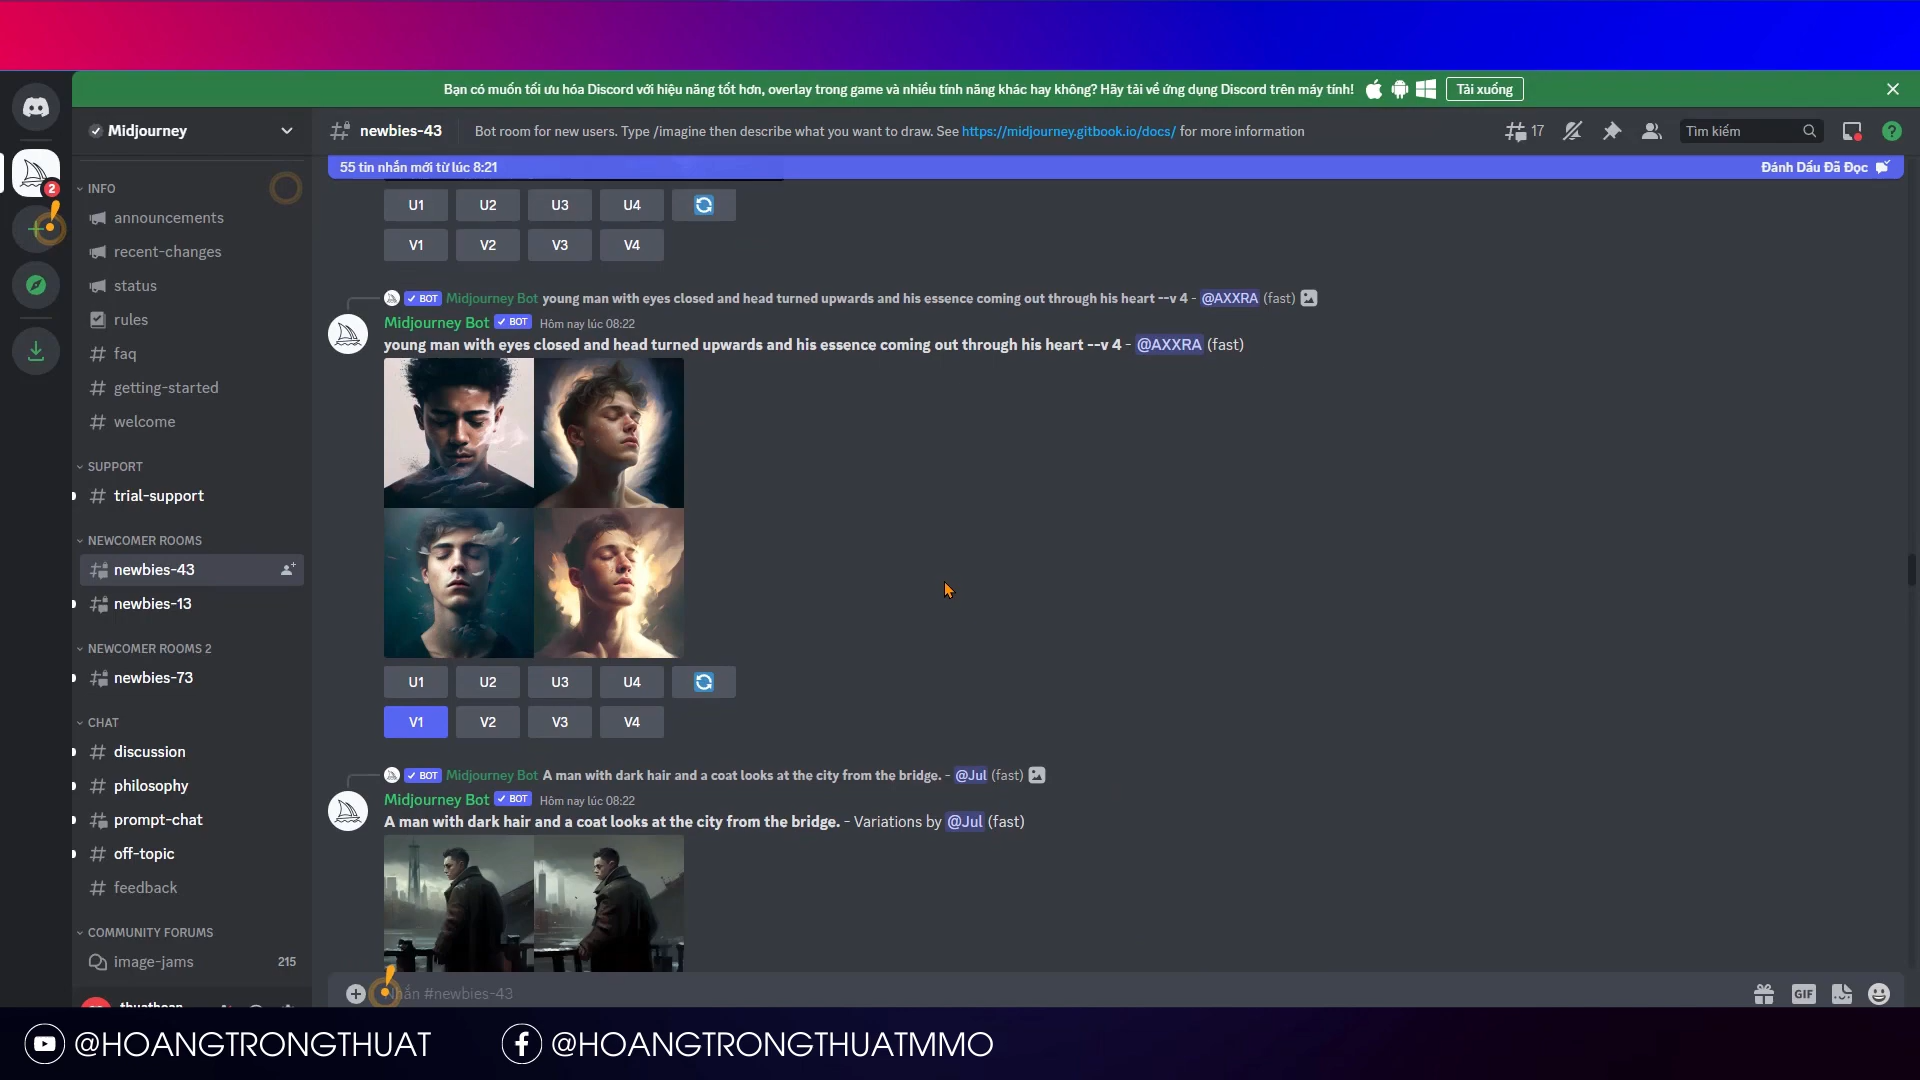 Bạn có muốn tối ưu hóa Discord với hiệu năng tốt hơn, overlay trong game và nhiều tính năng khác hay không? Hãy tải về ứng dụng Discord trên máy tính! Tải xuống
Midjourney
newbies-43
Bot room for new users. Type /imagine then describe what you want to draw. See https://midjourney.gitbook.io/docs/ for more information
17
Tìm kiếm
55 tin nhắn mới từ lúc 8:21
Đánh Dấu Đã Đọc
2
INFO
announcements
recent-changes
status
rules
faq
getting-started
welcome
SUPPORT
trial-support
NEWCOMER ROOMS
newbies-43
newbies-13
NEWCOMER ROOMS 2
newbies-73
CHAT
discussion
philosophy
prompt-chat
off-topic
feedback
COMMUNITY FORUMS
image-jams 215
U1 U2 U3 U4
V1 V2 V3 V4
BOT Midjourney Bot young man with eyes closed and head turned upwards and his essence coming out through his heart --v 4 - @AXXRA (fast)
Midjourney Bot BOT Hôm nay lúc 08:22
young man with eyes closed and head turned upwards and his essence coming out through his heart --v 4 - @AXXRA (fast)
U1 U2 U3 U4
V1 V2 V3 V4
BOT Midjourney Bot A man with dark hair and a coat looks at the city from the bridge. - @Jul (fast)
Midjourney Bot BOT Hôm nay lúc 08:22
A man with dark hair and a coat looks at the city from the bridge. - Variations by @Jul (fast)
Nhắn #newbies-43
GIF
@HOANGTRONGTHUAT
@HOANGTRONGTHUATMMO